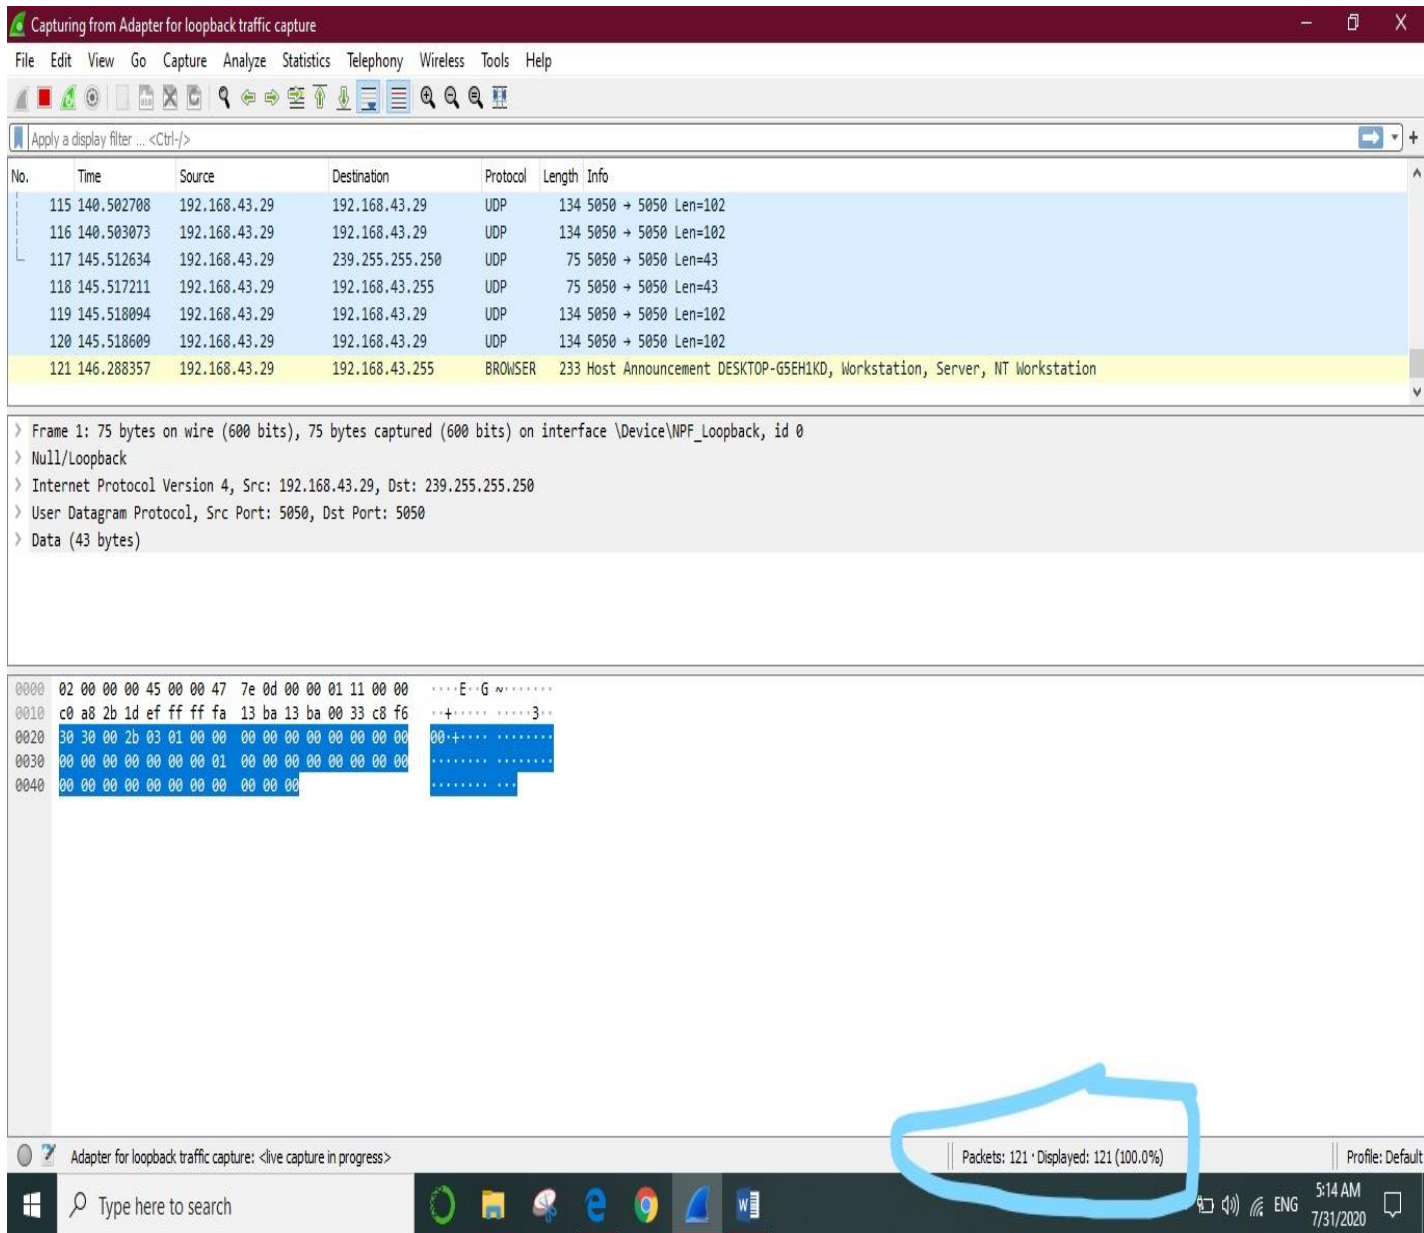 Capturing from Adapter for loopback traffic capture
File Edit View Go Capture Analyze Statistics Telephony Wireless Tools Help
Apply a display filter ... <Ctrl-/>
No. Time Source Destination Protocol Length Info
115 140.502708 192.168.43.29 192.168.43.29 UDP 134 5050 → 5050 Len=102
116 140.503073 192.168.43.29 192.168.43.29 UDP 134 5050 → 5050 Len=102
117 145.512634 192.168.43.29 239.255.255.250 UDP 75 5050 → 5050 Len=43
118 145.517211 192.168.43.29 192.168.43.255 UDP 75 5050 → 5050 Len=43
119 145.518094 192.168.43.29 192.168.43.29 UDP 134 5050 → 5050 Len=102
120 145.518609 192.168.43.29 192.168.43.29 UDP 134 5050 → 5050 Len=102
121 146.288357 192.168.43.29 192.168.43.255 BROWSER 233 Host Announcement DESKTOP-G5EH1KD, Workstation, Server, NT Workstation
Frame 1: 75 bytes on wire (600 bits), 75 bytes captured (600 bits) on interface \Device\NPF_Loopback, id 0
Null/Loopback
Internet Protocol Version 4, Src: 192.168.43.29, Dst: 239.255.255.250
User Datagram Protocol, Src Port: 5050, Dst Port: 5050
Data (43 bytes)
0000 02 00 00 00 45 00 00 47 7e 0d 00 00 01 11 00 00 ····E··G ~·······
0010 c0 a8 2b 1d ef ff ff fa 13 ba 13 ba 00 33 c8 f6 ··+····· ·····3··
0020 30 30 00 2b 03 01 00 00 00 00 00 00 00 00 00 00 00·+···· ········
0030 00 00 00 00 00 00 00 01 00 00 00 00 00 00 00 00 ········ ········
0040 00 00 00 00 00 00 00 00 00 00 00 ········ ···
Adapter for loopback traffic capture: <live capture in progress> Packets: 121 · Displayed: 121 (100.0%) Profile: Default
Type here to search ENG 5:14 AM
7/31/2020